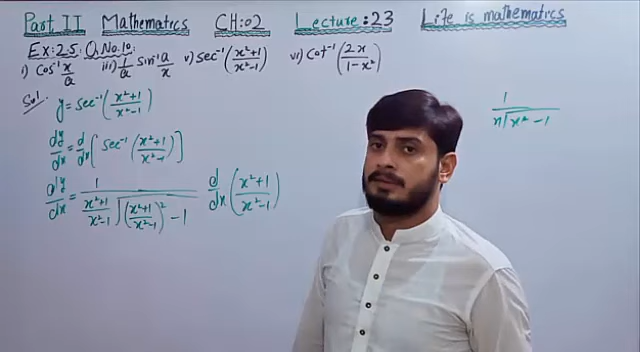 Part II Mathematics CH:02 Lecture:23 Life is mathematics
Ex:2.5: Q.No.10:
i) Cos⁻¹ x/a iii) 1/a sin⁻¹ a/x v) sec⁻¹ ((x²+1)/(x²-1)) vi) Cot⁻¹ (2x/(1-x²))
Sol
y = sec⁻¹ ((x²+1)/(x²-1))
dy/dx = d/dx [sec⁻¹ ((x²+1)/(x²-1))]
dy/dx = 1/((x²+1)/(x²-1) √(((x²+1)/(x²-1))² - 1)) d/dx ((x²+1)/(x²-1))
1/(x√(x²-1))